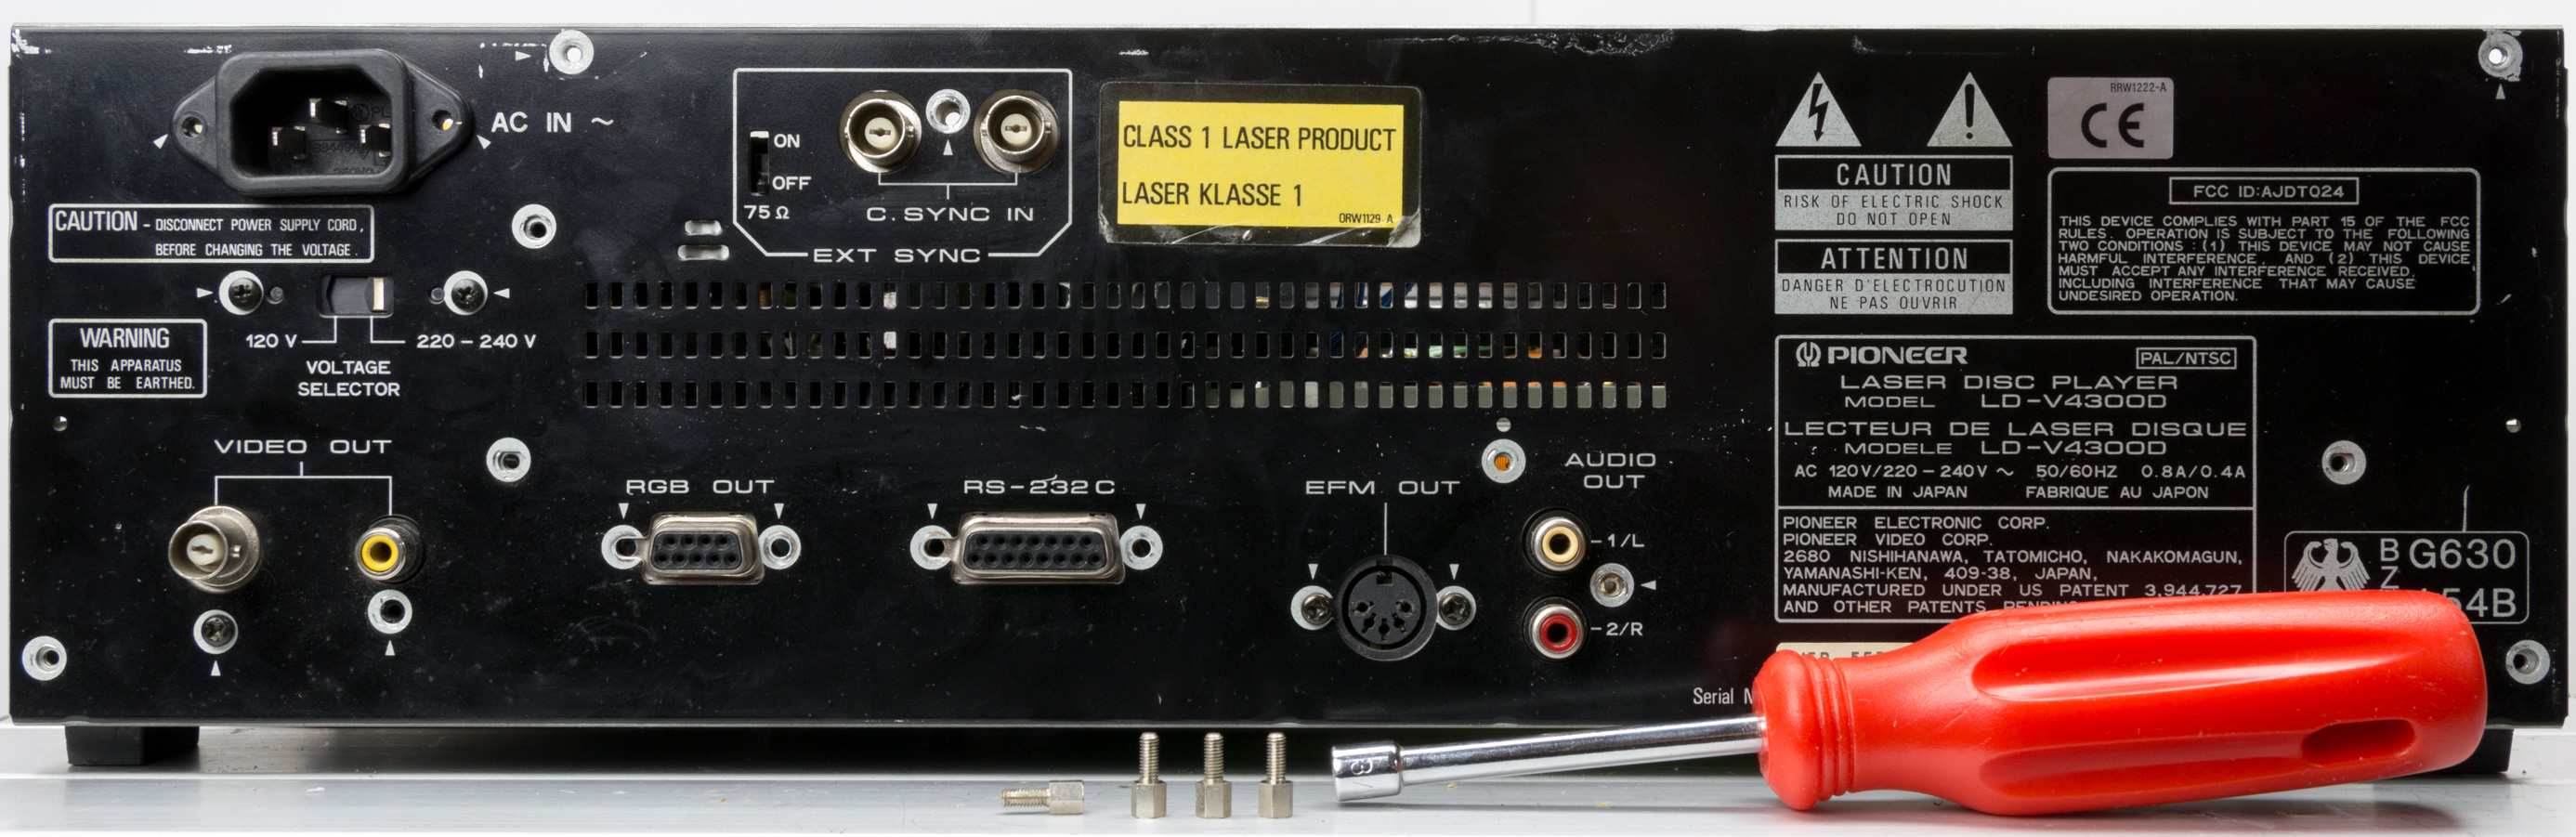 AC IN ~
CAUTION - DISCONNECT POWER SUPPLY CORD,
BEFORE CHANGING THE VOLTAGE.
120 V
220 - 240 V
VOLTAGE
SELECTOR
WARNING
THIS APPARATUS
MUST BE EARTHED.
VIDEO OUT
ON
OFF
75 Ω
C. SYNC IN
EXT SYNC
CLASS 1 LASER PRODUCT
LASER KLASSE 1
ORW1129-A
RGB OUT
RS-232C
EFM OUT
AUDIO
OUT
1/L
2/R
CAUTION
RISK OF ELECTRIC SHOCK
DO NOT OPEN
ATTENTION
DANGER D'ELECTROCUTION
NE PAS OUVRIR
RRW1222-A
CE
FCC ID:AJDT024
THIS DEVICE COMPLIES WITH PART 15 OF THE FCC
RULES. OPERATION IS SUBJECT TO THE FOLLOWING
TWO CONDITIONS : (1) THIS DEVICE MAY NOT CAUSE
HARMFUL INTERFERENCE, AND (2) THIS DEVICE
MUST ACCEPT ANY INTERFERENCE RECEIVED,
INCLUDING INTERFERENCE THAT MAY CAUSE
UNDESIRED OPERATION.
PIONEER
PAL/NTSC
LASER DISC PLAYER
MODEL LD-V4300D
LECTEUR DE LASER DISQUE
MODELE LD-V4300D
AC 120V/220-240V ~ 50/60HZ 0.8A/0.4A
MADE IN JAPAN FABRIQUE AU JAPON
PIONEER ELECTRONIC CORP.
PIONEER VIDEO CORP.
2680 NISHIHANAWA, TATOMICHO, NAKAKOMAGUN,
YAMANASHI-KEN, 409-38, JAPAN,
MANUFACTURED UNDER US PATENT 3,944,727
AND OTHER PATENTS
BZ
G630
54B
Serial
8